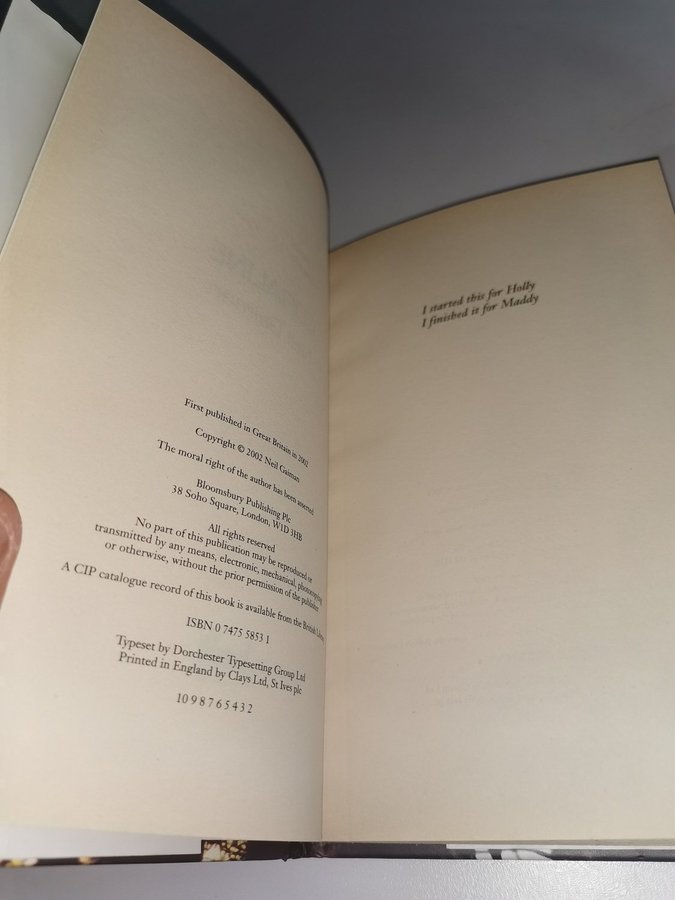 First published in Great Britain in 2002
Copyright © 2002 Neil Gaiman
The moral right of the author has been asserted
Bloomsbury Publishing Plc
38 Soho Square, London, W1D 3HB
All rights reserved
No part of this publication may be reproduced or
transmitted by any means, electronic, mechanical, photocopying
or otherwise, without the prior permission of the publisher
A CIP catalogue record of this book is available from the British Library
ISBN 0 7475 5853 1
Typeset by Dorchester Typesetting Group Ltd
Printed in England by Clays Ltd, St Ives plc
10 9 8 7 6 5 4 3 2
I started this for Holly
I finished it for Maddy